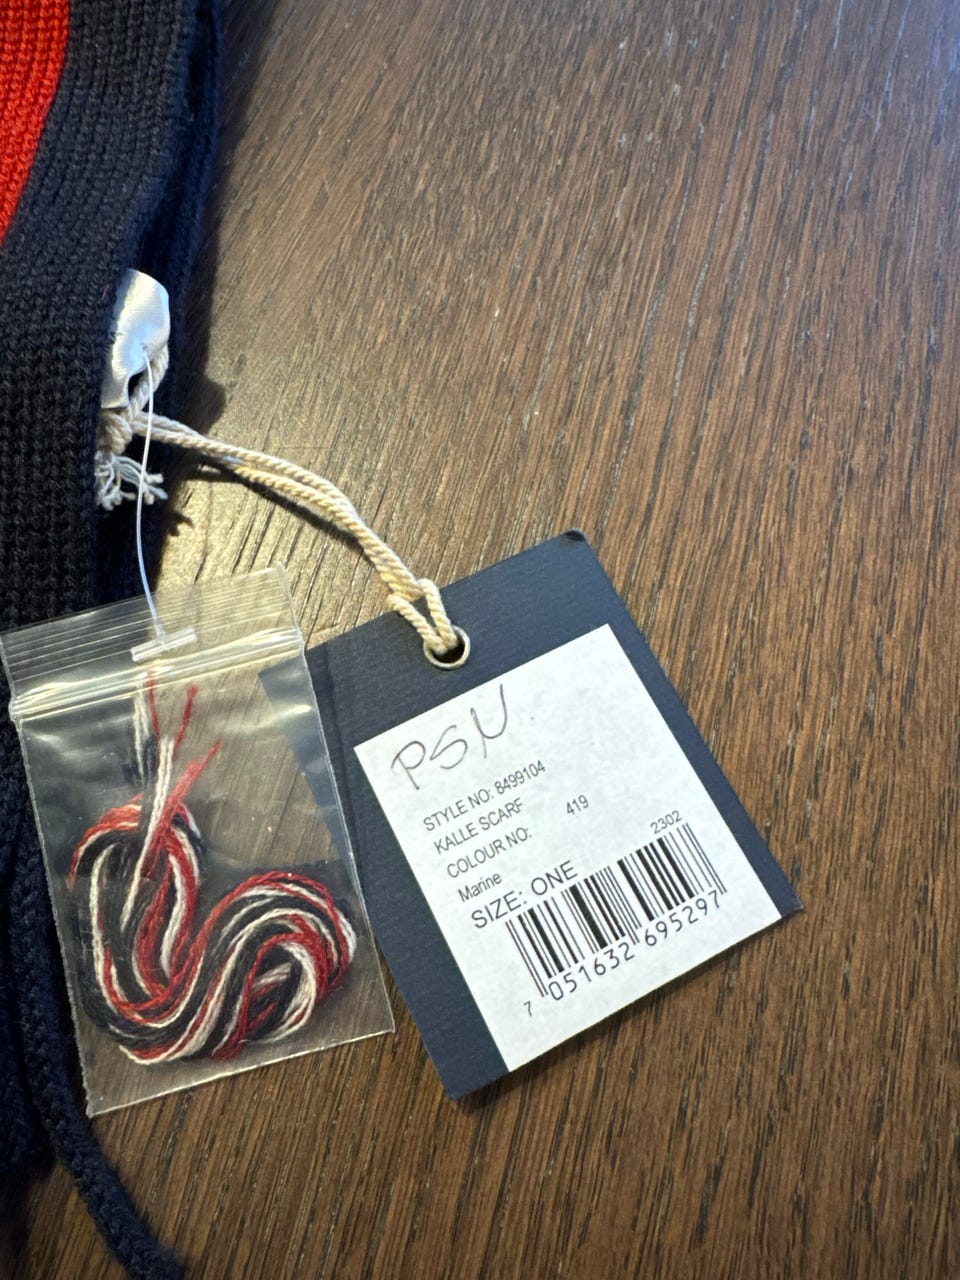 PSN
STYLE NO: 8499104
KALLE SCARF
COLOUR NO: 419
Marine
SIZE: ONE
2302
7 051632 695297